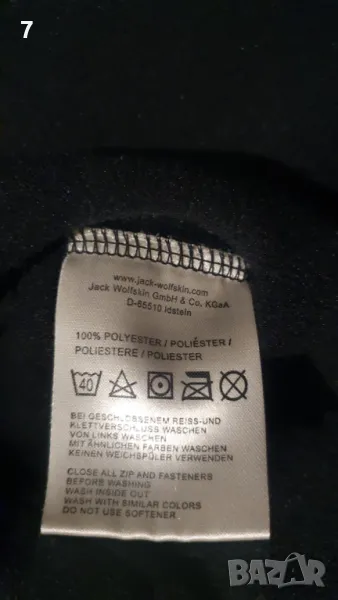 7
www.jack-wolfskin.com
Jack Wolfskin GmbH & Co. KGaA
D-65510 Idstein
100% POLYESTER / POLIÉSTER /
POLIESTERE / POLIESTER
40
BEI GESCHLOSSENEM REISS-UND
KLETTVERSCHLUSS WASCHEN
VON LINKS WASCHEN
MIT ÄHNLICHEN FARBEN WASCHEN
KEINEN WEICHSPÜLER VERWENDEN
CLOSE ALL ZIP AND FASTENERS
BEFORE WASHING
WASH INSIDE OUT
WASH WITH SIMILAR COLORS
DO NOT USE SOFTENER
BAZAR